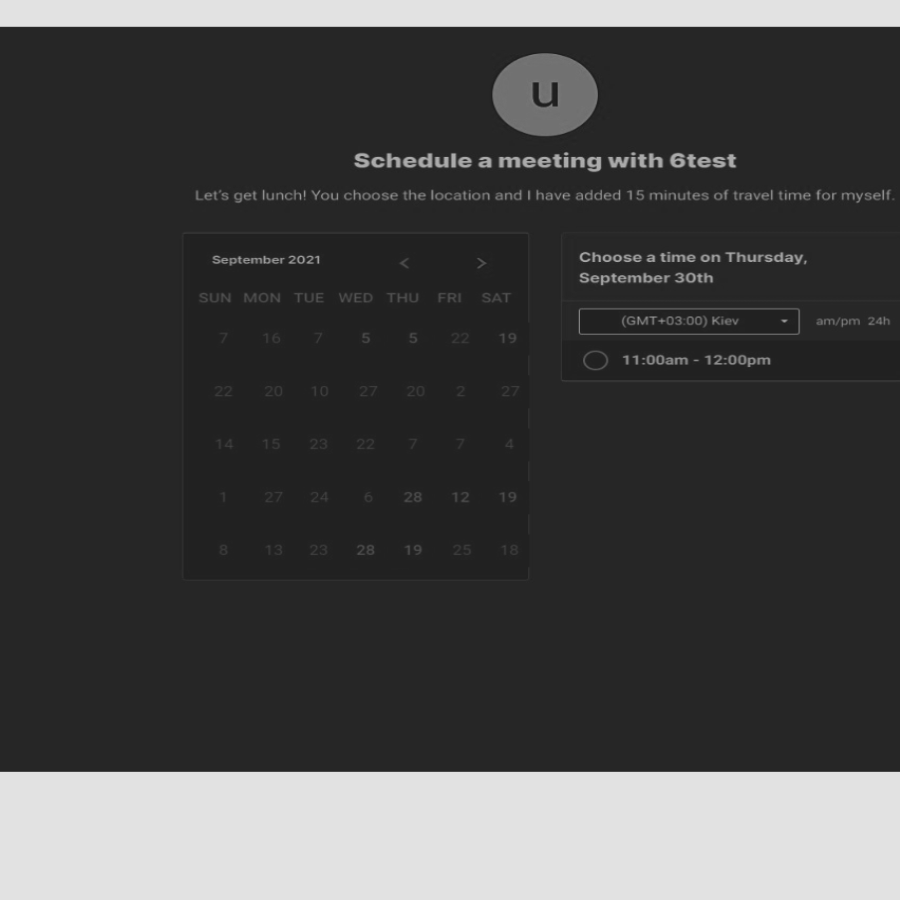 u
Schedule a meeting with 6test
Let's get lunch! You choose the location and I have added 15 minutes of travel time for myself.
September 2021 < >
SUN MON TUE WED THU FRI SAT
7 16 7 5 5 22 19
22 20 10 27 20 2 27
14 15 23 22 7 7 4
1 27 24 6 28 12 19
8 13 23 28 19 25 18
Choose a time on Thursday,
September 30th
(GMT+03:00) Kiev am/pm 24h
11:00am - 12:00pm